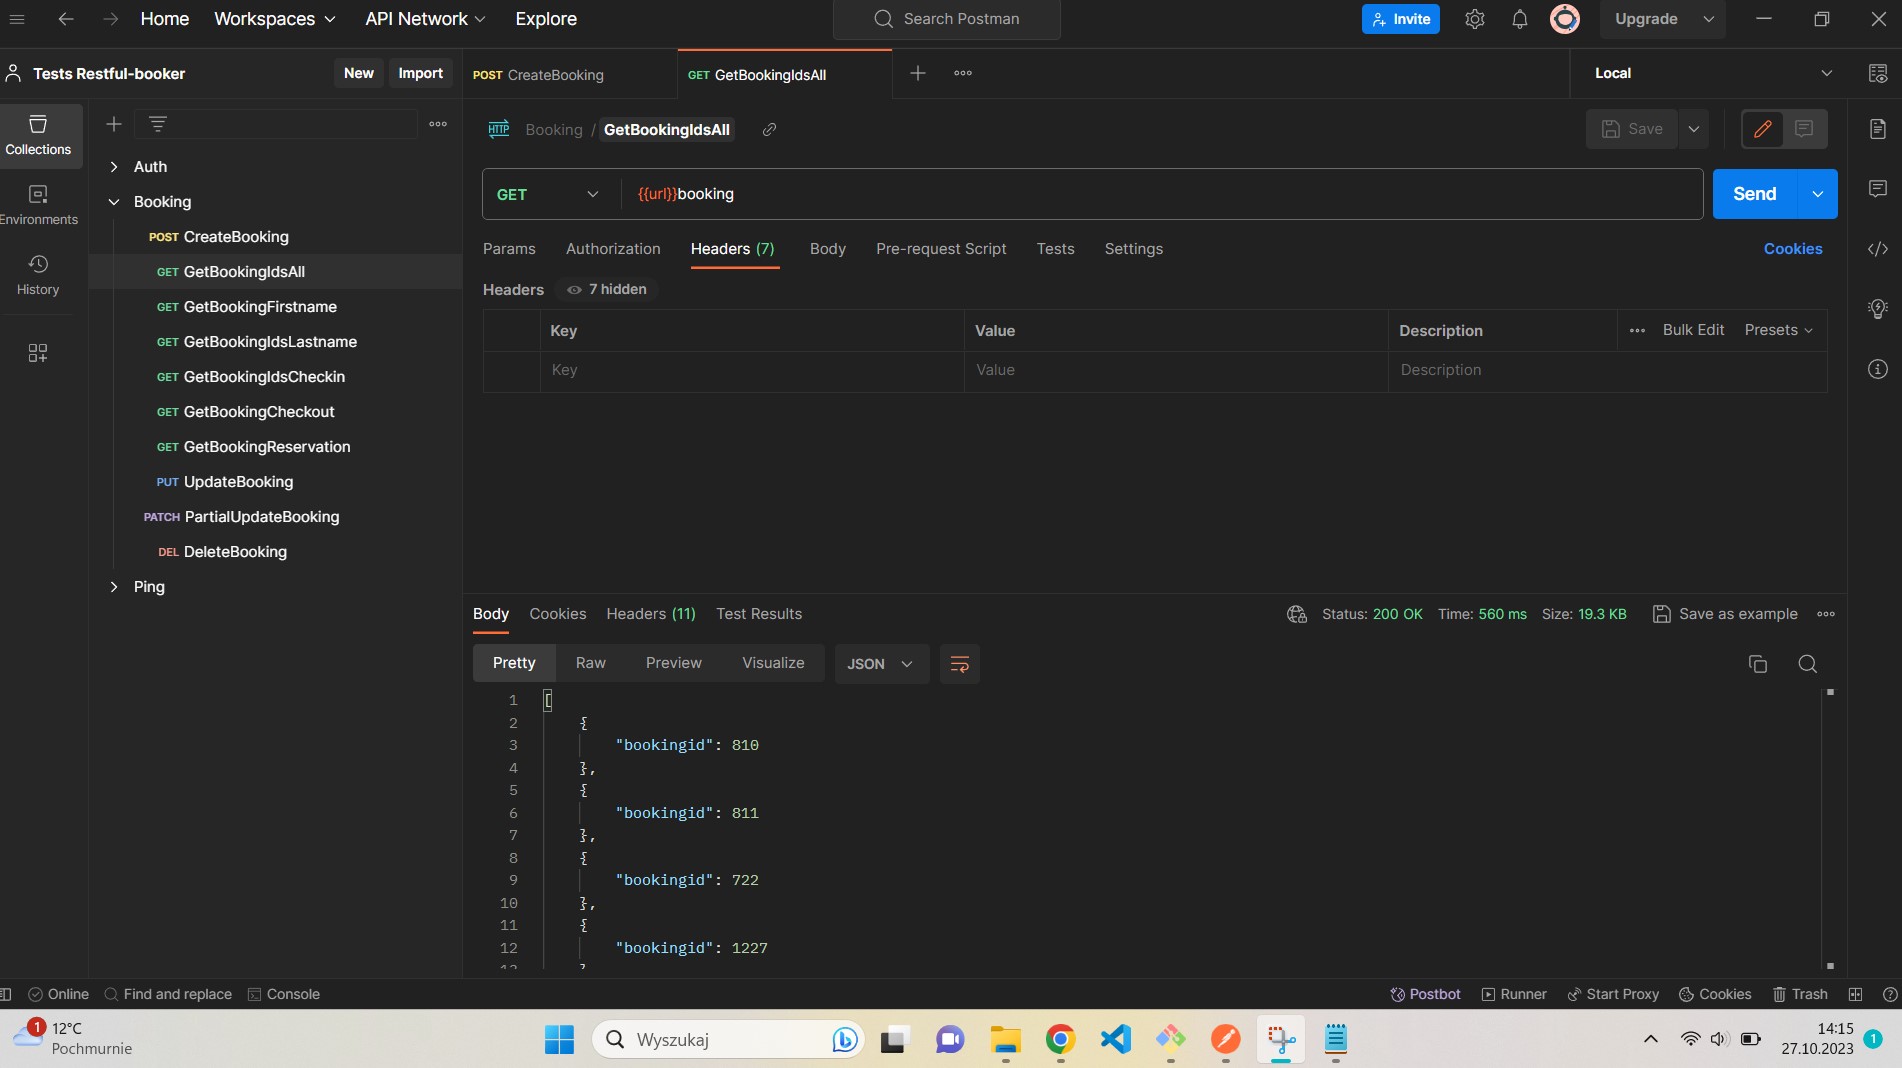 Home Workspaces API Network Explore Search Postman Invite Upgrade
Tests Restful-booker New Import POST CreateBooking GET GetBookingIdsAll Local
Collections
Environments
History
Auth
Booking
POST CreateBooking
GET GetBookingIdsAll
GET GetBookingFirstname
GET GetBookingIdsLastname
GET GetBookingIdsCheckin
GET GetBookingCheckout
GET GetBookingReservation
PUT UpdateBooking
PATCH PartialUpdateBooking
DEL DeleteBooking
Ping
HTTP Booking / GetBookingIdsAll Save
GET {{url}}booking Send
Params Authorization Headers (7) Body Pre-request Script Tests Settings Cookies
Headers 7 hidden
Key Value Description Bulk Edit Presets
Key Value Description
Body Cookies Headers (11) Test Results Status: 200 OK Time: 560 ms Size: 19.3 KB Save as example
Pretty Raw Preview Visualize JSON
1 [
2 {
3 "bookingid": 810
4 },
5 {
6 "bookingid": 811
7 },
8 {
9 "bookingid": 722
10 },
11 {
12 "bookingid": 1227
Online Find and replace Console Postbot Runner Start Proxy Cookies Trash
1 12°C
Pochmurnie
Wyszukaj
14:15
27.10.2023 1